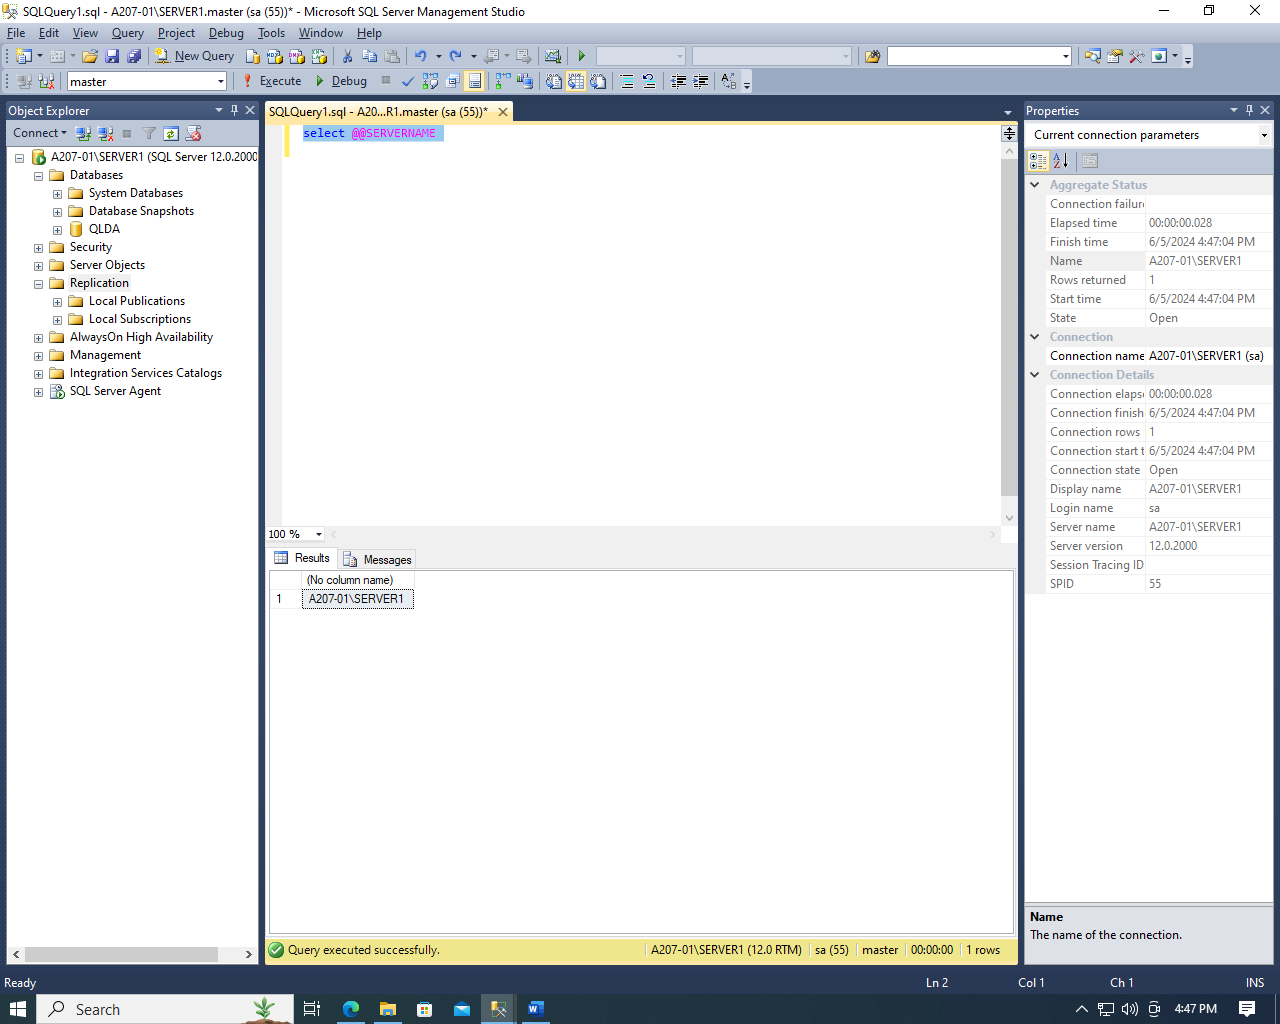 SQLQuery1.sql - A207-01\SERVER1.master (sa (55))* - Microsoft SQL Server Management Studio
File Edit View Query Project Debug Tools Window Help
New Query
master Execute Debug
Object Explorer
Connect
A207-01\SERVER1 (SQL Server 12.0.2000
Databases
System Databases
Database Snapshots
QLDA
Security
Server Objects
Replication
Local Publications
Local Subscriptions
AlwaysOn High Availability
Management
Integration Services Catalogs
SQL Server Agent
SQLQuery1.sql - A20...R1.master (sa (55))*
select @@SERVERNAME
100 %
Results Messages
(No column name)
1 A207-01\SERVER1
Query executed successfully. A207-01\SERVER1 (12.0 RTM) sa (55) master 00:00:00 1 rows
Properties
Current connection parameters
Aggregate Status
Connection failure
Elapsed time 00:00:00.028
Finish time 6/5/2024 4:47:04 PM
Name A207-01\SERVER1
Rows returned 1
Start time 6/5/2024 4:47:04 PM
State Open
Connection
Connection name A207-01\SERVER1 (sa)
Connection Details
Connection elaps 00:00:00.028
Connection finish 6/5/2024 4:47:04 PM
Connection rows 1
Connection start t 6/5/2024 4:47:04 PM
Connection state Open
Display name A207-01\SERVER1
Login name sa
Server name A207-01\SERVER1
Server version 12.0.2000
Session Tracing ID
SPID 55
Name
The name of the connection.
Ready Ln 2 Col 1 Ch 1 INS
Search 4:47 PM